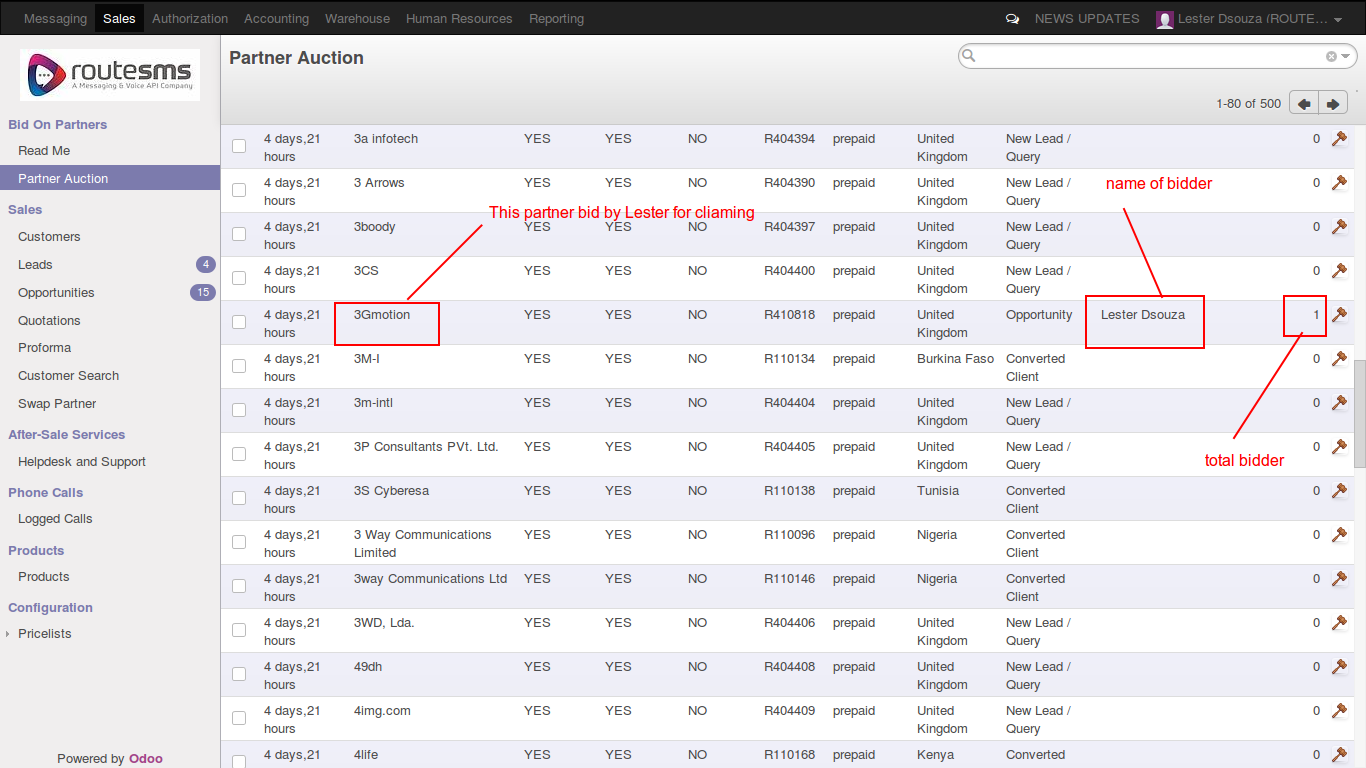 Messaging Sales Authorization Accounting Warehouse Human Resources Reporting NEWS UPDATES Lester Dsouza (ROUTE...
routesms
A Messaging & Voice API Company
Bid On Partners
Read Me
Partner Auction
Sales
Customers
Leads 4
Opportunities 15
Quotations
Proforma
Customer Search
Swap Partner
After-Sale Services
Helpdesk and Support
Phone Calls
Logged Calls
Products
Products
Configuration
Pricelists
Powered by Odoo
Partner Auction
1-80 of 500
4 days,21 3a infotech YES YES NO R404394 prepaid United New Lead / 0
hours Kingdom Query
4 days,21 3 Arrows YES YES NO R404390 prepaid United New Lead / 0
hours Kingdom Query
name of bidder
This partner bid by Lester for cliaming
4 days,21 3boody YES YES NO R404397 prepaid United New Lead / 0
hours Kingdom Query
4 days,21 3CS YES YES NO R404400 prepaid United New Lead / 0
hours Kingdom Query
4 days,21 3Gmotion YES YES NO R410818 prepaid United Opportunity Lester Dsouza 1
hours Kingdom
4 days,21 3M-I YES YES NO R110134 prepaid Burkina Faso Converted 0
hours Client
4 days,21 3m-intl YES YES NO R404404 prepaid United New Lead / 0
hours Kingdom Query
4 days,21 3P Consultants PVt. Ltd. YES YES NO R404405 prepaid United New Lead / 0
hours Kingdom Query
total bidder
4 days,21 3S Cyberesa YES YES NO R110138 prepaid Tunisia Converted 0
hours Client
4 days,21 3 Way Communications YES YES NO R110096 prepaid Nigeria Converted 0
hours Limited Client
4 days,21 3way Communications Ltd YES YES NO R110146 prepaid Nigeria Converted 0
hours Client
4 days,21 3WD, Lda. YES YES NO R404406 prepaid United New Lead / 0
hours Kingdom Query
4 days,21 49dh YES YES NO R404408 prepaid United New Lead / 0
hours Kingdom Query
4 days,21 4img.com YES YES NO R404409 prepaid United New Lead / 0
hours Kingdom Query
4 days,21 4life YES YES NO R110168 prepaid Kenya Converted 0